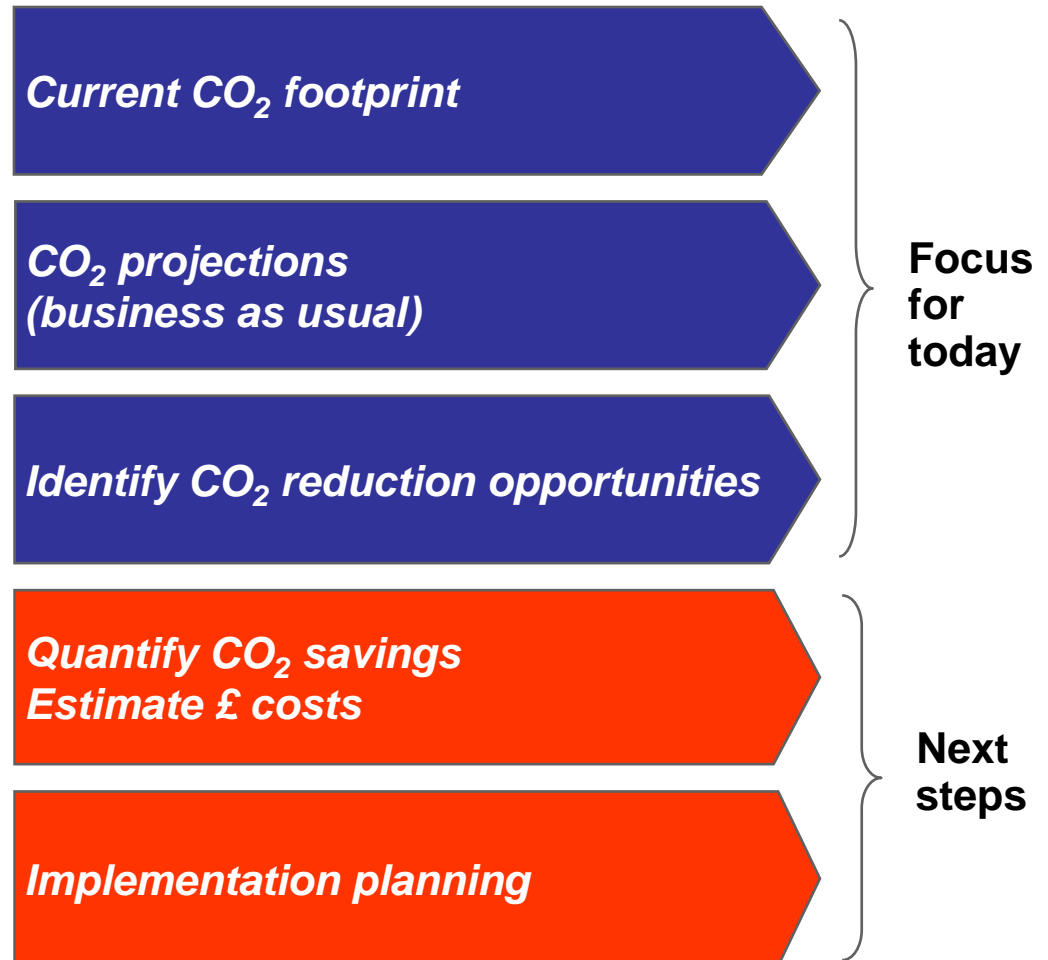 Current CO₂ footprint
CO₂ projections
(business as usual)
Identify CO₂ reduction opportunities
Focus
for
today
Quantify CO₂ savings
Estimate £ costs
Implementation planning
Next
steps